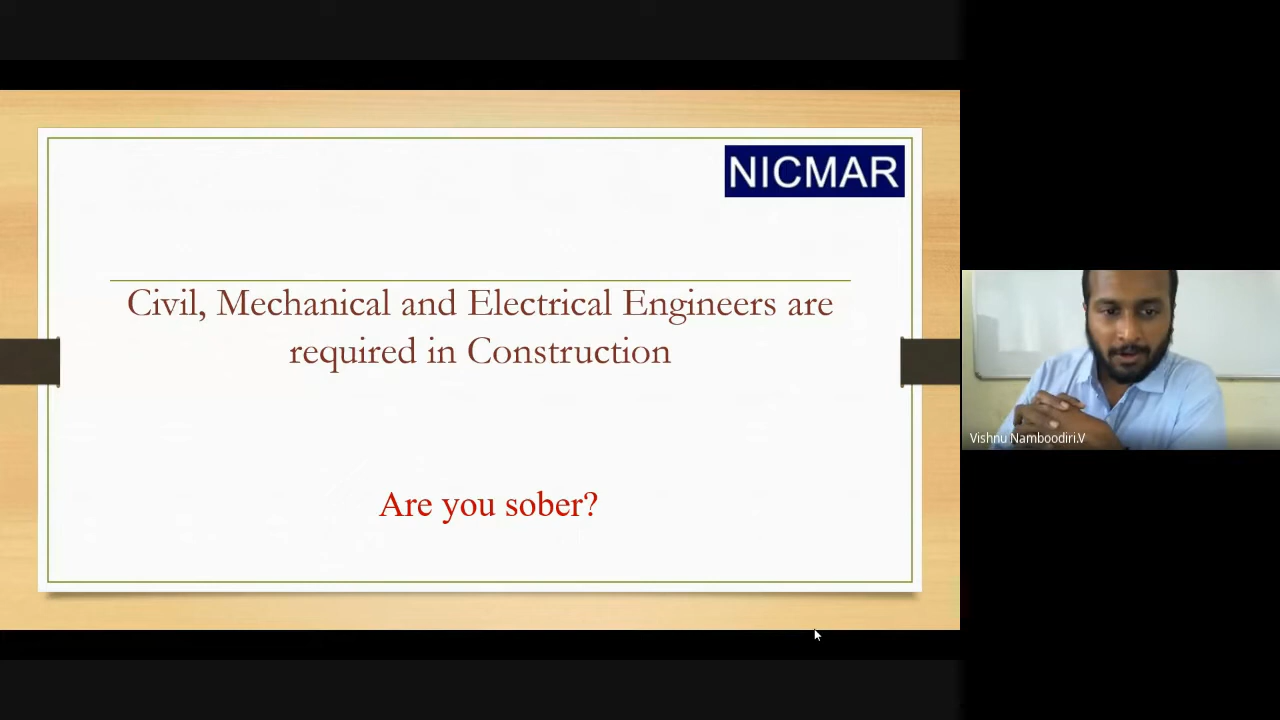 NICMAR
Civil, Mechanical and Electrical Engineers are
required in Construction
Are you sober?
Vishnu Namboodiri.V